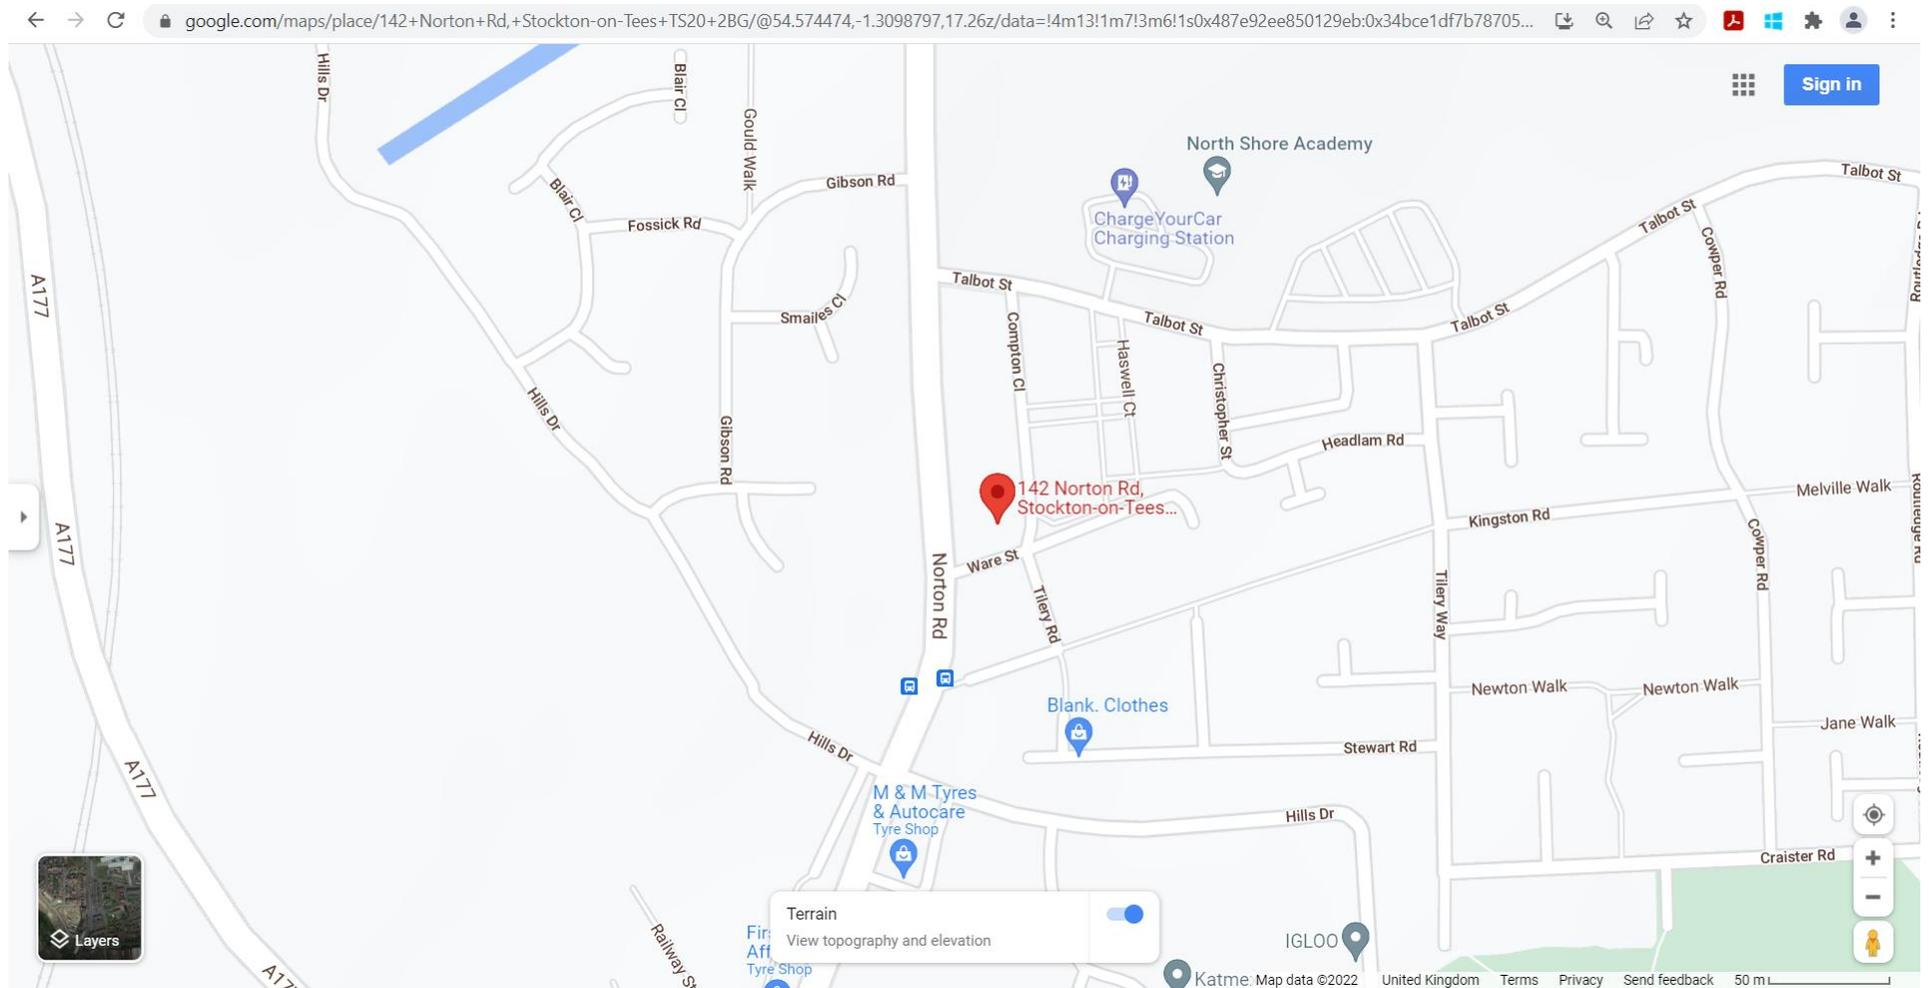 google.com/maps/place/142+Norton+Rd,+Stockton-on-Tees+TS20+2BG/@54.574474,-1.3098797,17.26z/data=!4m13!1m7!3m6!1s0x487e92ee850129eb:0x34bce1df7b78705...
Sign in
Hills Dr
Blair Cl
Gould Walk
North Shore Academy
Talbot St
Gibson Rd
Blair Cl
ChargeYourCar
Charging Station
Fossick Rd
Talbot St
Cowper Rd
A177
Talbot St
Smailes Cl
Talbot St
Talbot St
Compton Cl
Haswell Ct
Christopher St
Hills Dr
Gibson Rd
Headlam Rd
142 Norton Rd,
Stockton-on-Tees...
Melville Walk
Kingston Rd
Routledge Rd
A177
Cowper Rd
Ware St
Norton Rd
Tilery Rd
Tilery Way
Newton Walk
Newton Walk
Blank. Clothes
Jane Walk
Hills Dr
Stewart Rd
A177
M & M Tyres
& Autocare
Tyre Shop
Hills Dr
Craister Rd
Terrain
View topography and elevation
Layers
Railway St
Tyre Shop
IGLOO
A177
Map data ©2022
United Kingdom
Terms
Privacy
Send feedback
50 m